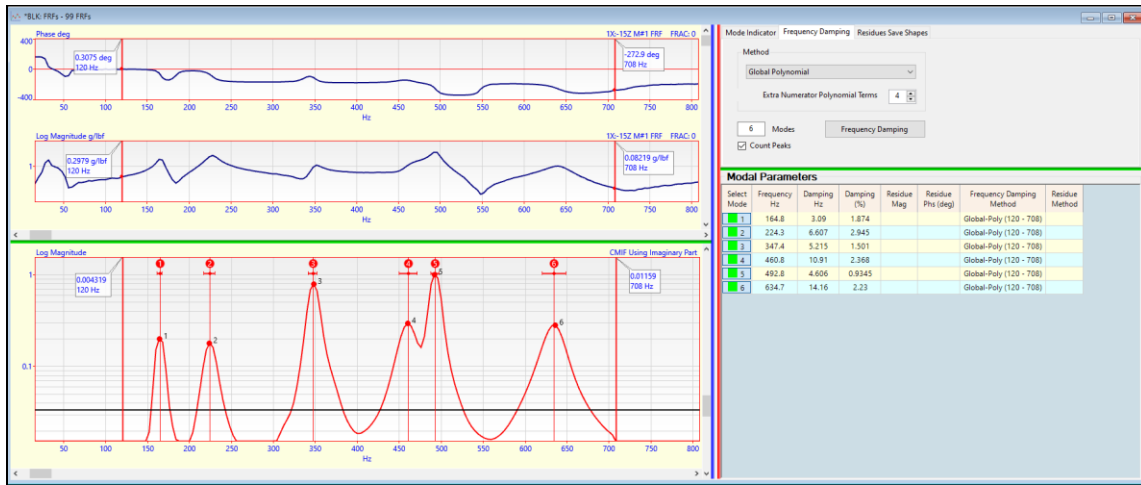 *BLK: FRFs - 99 FRFs
Phase deg
1X:-15Z M#1 FRF FRAC: 0
400
0
-400
0.3075 deg
120 Hz
-272.9 deg
708 Hz
50 100 150 200 250 300 350 400 450 500 550 600 650 700 750 800
Hz
Log Magnitude g/lbf
1X:-15Z M#1 FRF FRAC: 0
1
0.2979 g/lbf
120 Hz
0.08219 g/lbf
708 Hz
50 100 150 200 250 300 350 400 450 500 550 600 650 700 750 800
Hz
Log Magnitude
CMIF Using Imaginary Part
1
0.1
0.004319
120 Hz
0.01159
708 Hz
1 2 3 4 5 6
1 2 3 4 5 6
50 100 150 200 250 300 350 400 450 500 550 600 650 700 750 800
Hz
Mode Indicator Frequency Damping Residues Save Shapes
Method
Global Polynomial
Extra Numerator Polynomial Terms 4
6 Modes Frequency Damping
Count Peaks
Modal Parameters
Select Frequency Damping Damping Residue Residue Frequency Damping Residue
Mode Hz Hz (%) Mag Phs (deg) Method Method
1 164.8 3.09 1.874 Global-Poly (120 - 708)
2 224.3 6.607 2.945 Global-Poly (120 - 708)
3 347.4 5.215 1.501 Global-Poly (120 - 708)
4 460.8 10.91 2.368 Global-Poly (120 - 708)
5 492.8 4.606 0.9345 Global-Poly (120 - 708)
6 634.7 14.16 2.23 Global-Poly (120 - 708)